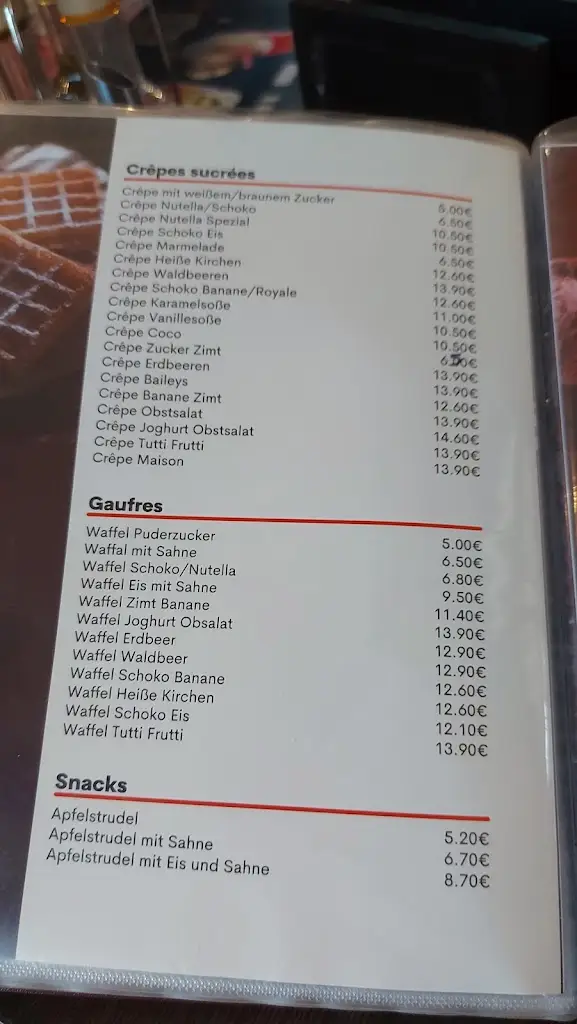 Crêpes sucrées
Crêpe mit weißem/braunem Zucker 5.00€
Crêpe Nutella/Schoko 6.50€
Crêpe Nutella Spezial 10.50€
Crêpe Schoko Eis 10.50€
Crêpe Marmelade 6.50€
Crêpe Heiße Kirchen 12.60€
Crêpe Waldbeeren 13.90€
Crêpe Schoko Banane/Royale 12.60€
Crêpe Karamelsoße 11.00€
Crêpe Vanillesoße 10.50€
Crêpe Coco 10.50€
Crêpe Zucker Zimt
Crêpe Erdbeeren 13.90€
Crêpe Baileys 13.90€
Crêpe Banane Zimt 12.60€
Crêpe Obstsalat 13.90€
Crêpe Joghurt Obstsalat 14.60€
Crêpe Tutti Frutti 13.90€
Crêpe Maison 13.90€
Gaufres
Waffel Puderzucker 5.00€
Waffal mit Sahne 6.50€
Waffel Schoko/Nutella 6.80€
Waffel Eis mit Sahne 9.50€
Waffel Zimt Banane 11.40€
Waffel Joghurt Obsalat 13.90€
Waffel Erdbeer 12.90€
Waffel Waldbeer 12.90€
Waffel Schoko Banane 12.60€
Waffel Heiße Kirchen 12.60€
Waffel Schoko Eis 12.10€
Waffel Tutti Frutti 13.90€
Snacks
Apfelstrudel 5.20€
Apfelstrudel mit Sahne 6.70€
Apfelstrudel mit Eis und Sahne 8.70€